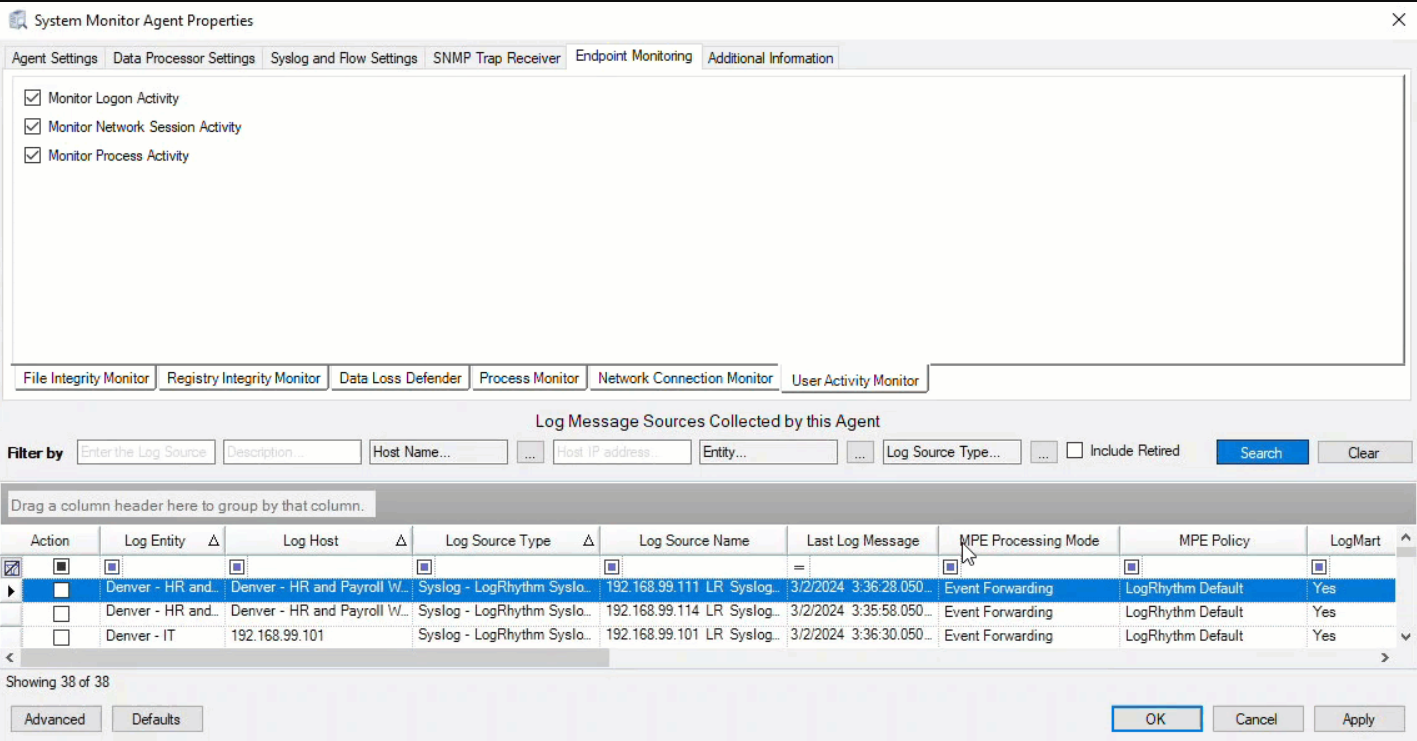 System Monitor Agent Properties
Agent Settings Data Processor Settings Syslog and Flow Settings SNMP Trap Receiver Endpoint Monitoring Additional Information
Monitor Logon Activity
Monitor Network Session Activity
Monitor Process Activity
File Integrity Monitor Registry Integrity Monitor Data Loss Defender Process Monitor Network Connection Monitor User Activity Monitor
Log Message Sources Collected by this Agent
Filter by Enter the Log Source Description... Host Name... ... Host IP address... Entity... ... Log Source Type... ... Include Retired Search Clear
Drag a column header here to group by that column.
Action Log Entity Log Host Log Source Type Log Source Name Last Log Message MPE Processing Mode MPE Policy LogMart
=
Denver - HR and... Denver - HR and Payroll W... Syslog - LogRhythm Syslo... 192.168.99.111 LR Syslog... 3/2/2024 3:36:28.050... Event Forwarding LogRhythm Default Yes
Denver - HR and... Denver - HR and Payroll W... Syslog - LogRhythm Syslo... 192.168.99.114 LR Syslog... 3/2/2024 3:35:58.050... Event Forwarding LogRhythm Default Yes
Denver - IT 192.168.99.101 Syslog - LogRhythm Syslo... 192.168.99.101 LR Syslog... 3/2/2024 3:36:30.050... Event Forwarding LogRhythm Default Yes
Showing 38 of 38
Advanced Defaults OK Cancel Apply